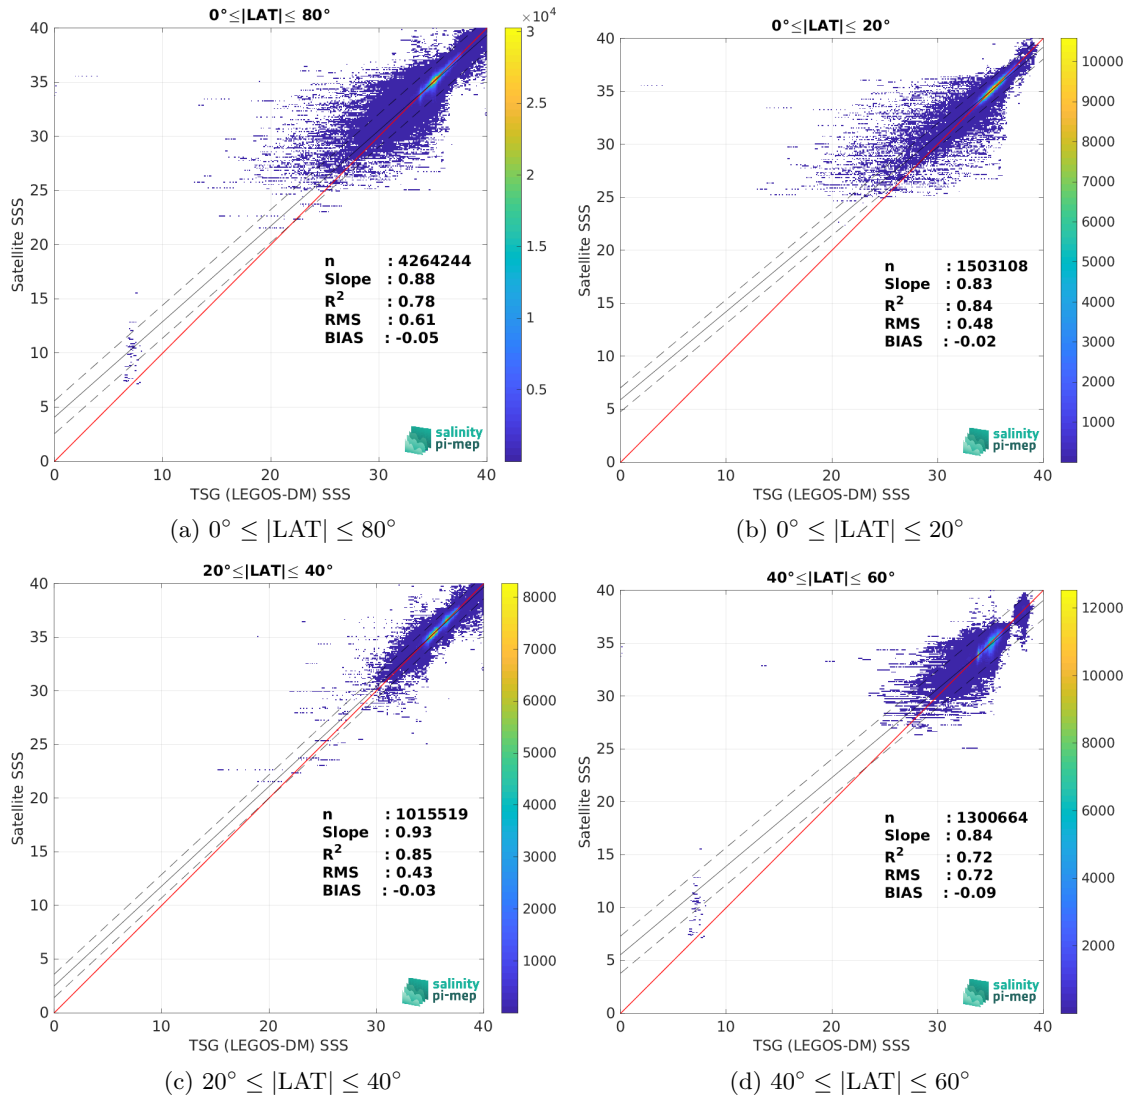 0°≤|LAT|≤ 80°
×10⁴
40
35
30
25
20
15
10
5
0
0
10
20
30
40
Satellite SSS
TSG (LEGOS-DM) SSS
n : 4264244
Slope : 0.88
R² : 0.78
RMS : 0.61
BIAS : -0.05
salinity
pi-mep
3
2.5
2
1.5
1
0.5
(a) 0° ≤ |LAT| ≤ 80°
0°≤|LAT|≤ 20°
40
35
30
25
20
15
10
5
0
0
10
20
30
40
Satellite SSS
TSG (LEGOS-DM) SSS
n : 1503108
Slope : 0.83
R² : 0.84
RMS : 0.48
BIAS : -0.02
salinity
pi-mep
10000
9000
8000
7000
6000
5000
4000
3000
2000
1000
(b) 0° ≤ |LAT| ≤ 20°
20°≤|LAT|≤ 40°
40
35
30
25
20
15
10
5
0
0
10
20
30
40
Satellite SSS
TSG (LEGOS-DM) SSS
n : 1015519
Slope : 0.93
R² : 0.85
RMS : 0.43
BIAS : -0.03
salinity
pi-mep
8000
7000
6000
5000
4000
3000
2000
1000
(c) 20° ≤ |LAT| ≤ 40°
40°≤|LAT|≤ 60°
40
35
30
25
20
15
10
5
0
0
10
20
30
40
Satellite SSS
TSG (LEGOS-DM) SSS
n : 1300664
Slope : 0.84
R² : 0.72
RMS : 0.72
BIAS : -0.09
salinity
pi-mep
12000
10000
8000
6000
4000
2000
(d) 40° ≤ |LAT| ≤ 60°